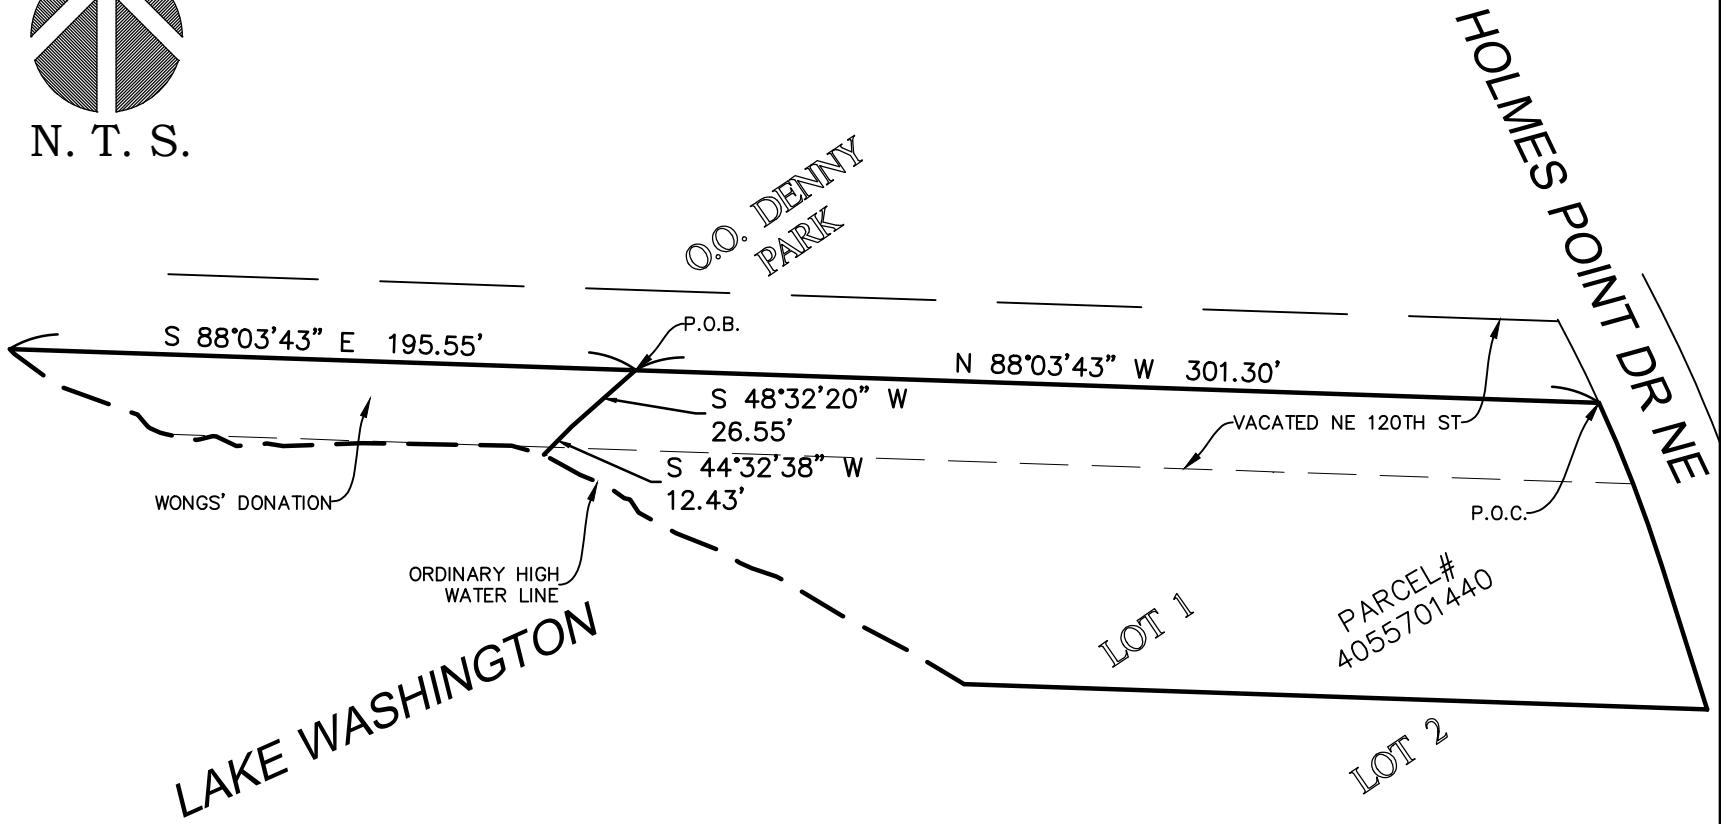 N. T. S.
HOLMES POINT DR NE
O.O. DENNY
PARK
S 88°03'43" E 195.55'
P.O.B.
N 88°03'43" W 301.30'
S 48°32'20" W
26.55'
VACATED NE 120TH ST
S 44°32'38" W
12.43'
WONGS' DONATION
P.O.C.
ORDINARY HIGH
WATER LINE
PARCEL#
4055701440
LOT 1
LAKE WASHINGTON
LOT 2